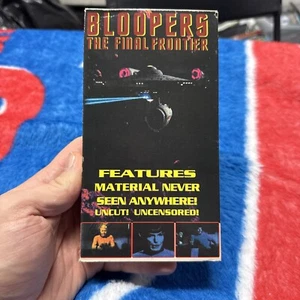 BLOOPERS
THE FINAL FRONTIER
FEATURES
MATERIAL NEVER
SEEN ANYWHERE!
UNCUT! UNCENSORED!